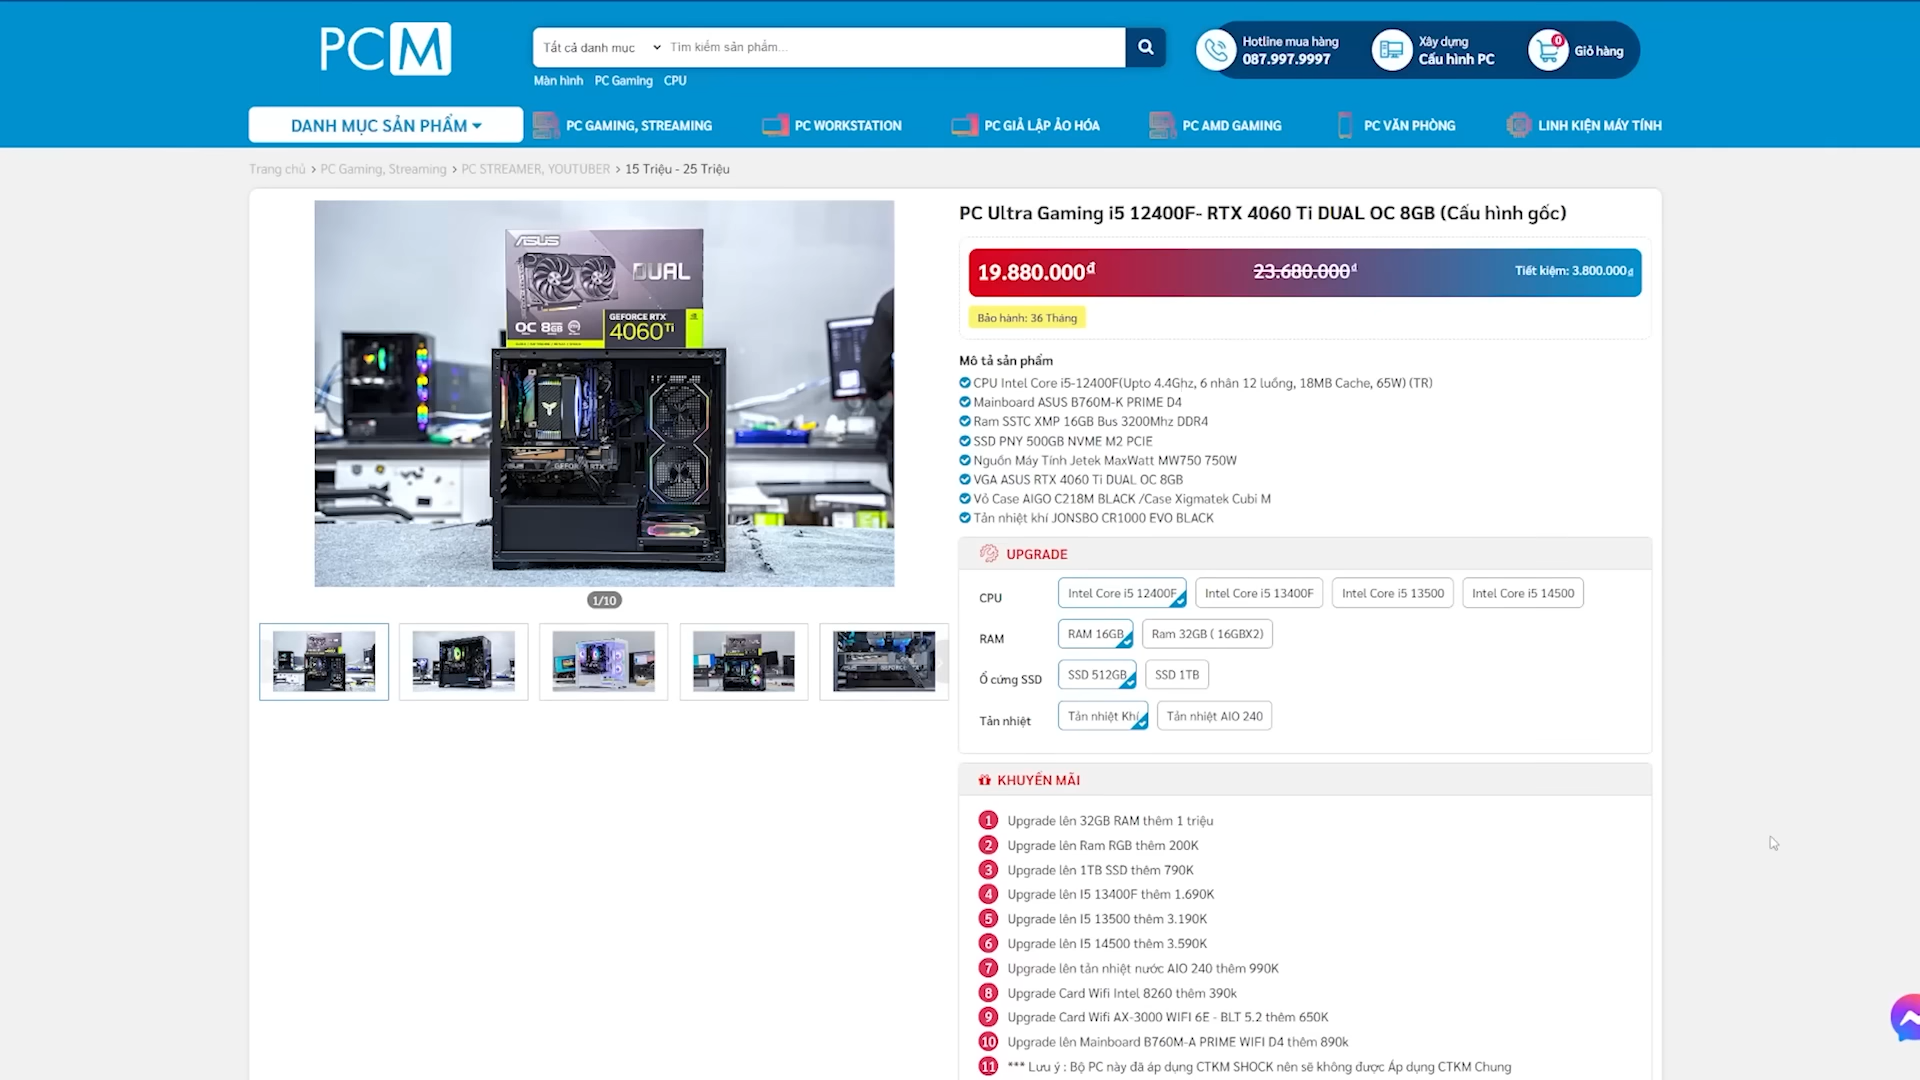 PCM
Tất cả danh mục
Tìm kiếm sản phẩm...
Màn hình PC Gaming CPU
Hotline mua hàng
087.997.9997
Xây dựng
Cấu hình PC
0
Giỏ hàng
DANH MỤC SẢN PHẨM
PC GAMING, STREAMING
PC WORKSTATION
PC GIẢ LẬP ẢO HÓA
PC AMD GAMING
PC VĂN PHÒNG
LINH KIỆN MÁY TÍNH
Trang chủ > PC Gaming, Streaming > PC STREAMER, YOUTUBER > 15 Triệu - 25 Triệu
ASUS
DUAL
OC 8GB
GEFORCE RTX
4060 Ti
1/10
PC Ultra Gaming i5 12400F- RTX 4060 Ti DUAL OC 8GB (Cấu hình gốc)
19.880.000đ 23.680.000đ Tiết kiệm: 3.800.000đ
Bảo hành: 36 Tháng
Mô tả sản phẩm
CPU Intel Core i5-12400F(Upto 4.4Ghz, 6 nhân 12 luồng, 18MB Cache, 65W) (TR)
Mainboard ASUS B760M-K PRIME D4
Ram SSTC XMP 16GB Bus 3200Mhz DDR4
SSD PNY 500GB NVME M2 PCIE
Nguồn Máy Tính Jetek MaxWatt MW750 750W
VGA ASUS RTX 4060 Ti DUAL OC 8GB
Vỏ Case AIGO C218M BLACK /Case Xigmatek Cubi M
Tản nhiệt khí JONSBO CR1000 EVO BLACK
UPGRADE
CPU Intel Core i5 12400F Intel Core i5 13400F Intel Core i5 13500 Intel Core i5 14500
RAM RAM 16GB Ram 32GB ( 16GBX2)
Ổ cứng SSD SSD 512GB SSD 1TB
Tản nhiệt Tản nhiệt Khí Tản nhiệt AIO 240
KHUYẾN MÃI
1 Upgrade lên 32GB RAM thêm 1 triệu
2 Upgrade lên Ram RGB thêm 200K
3 Upgrade lên 1TB SSD thêm 790K
4 Upgrade lên I5 13400F thêm 1.690K
5 Upgrade lên I5 13500 thêm 3.190K
6 Upgrade lên I5 14500 thêm 3.590K
7 Upgrade lên tản nhiệt nước AIO 240 thêm 990K
8 Upgrade Card Wifi Intel 8260 thêm 390k
9 Upgrade Card Wifi AX-3000 WIFI 6E - BLT 5.2 thêm 650K
10 Upgrade lên Mainboard B760M-A PRIME WIFI D4 thêm 890k
11 *** Lưu ý : Bộ PC này đã áp dụng CTKM SHOCK nên sẽ không được Áp dụng CTKM Chung